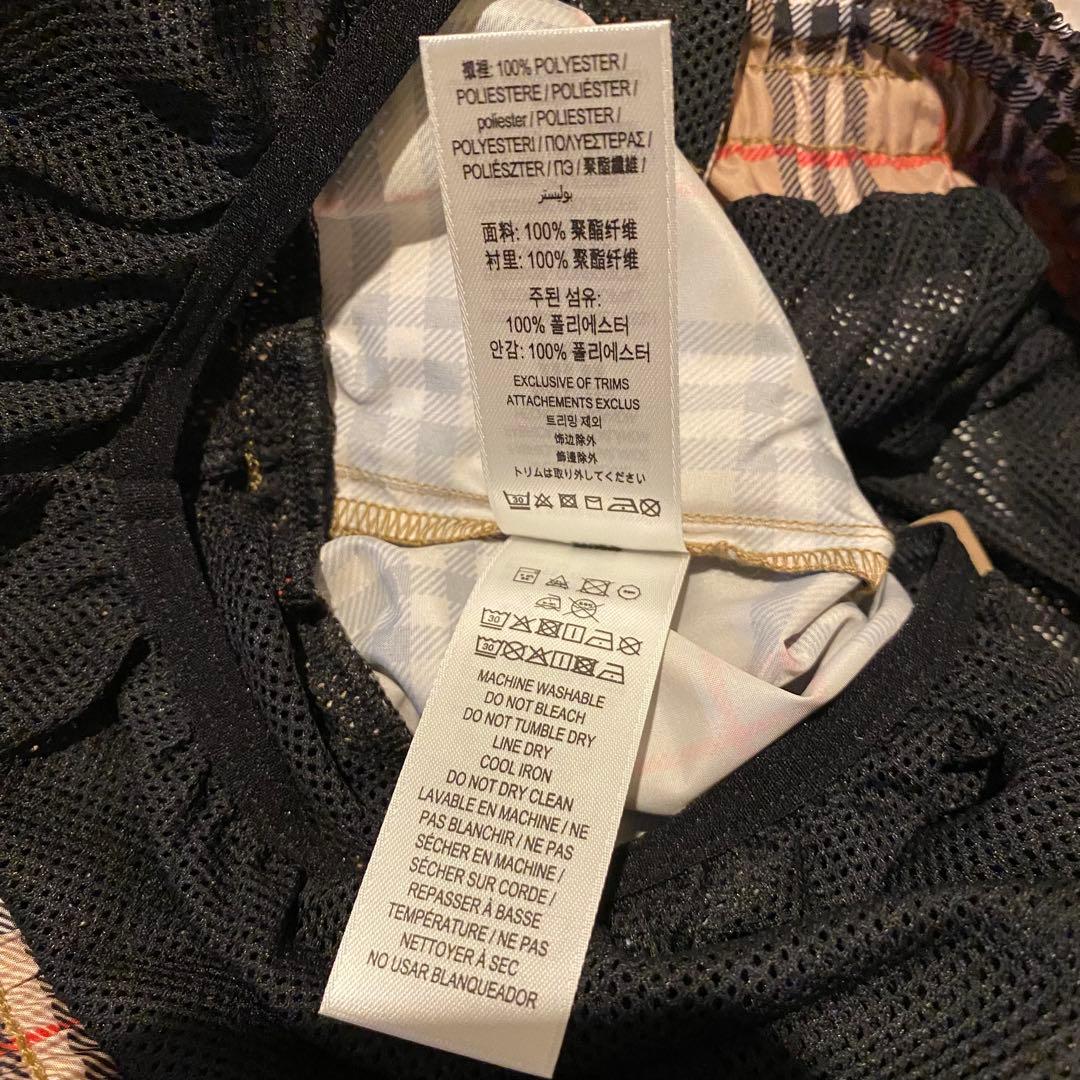 襯裡: 100% POLYESTER /
POLIESTERE / POLIÉSTER /
poliester / POLIESTER /
POLYESTERI / ΠΟΛΥΕΣΤΕΡΑΣ /
POLIÉSZTER / ПЭ / 聚酯纖維 /
بوليستر
面料: 100% 聚酯纤维
衬里: 100% 聚酯纤维
주된 섬유:
100% 폴리에스터
안감: 100% 폴리에스터
EXCLUSIVE OF TRIMS
ATTACHEMENTS EXCLUS
트리밍 제외
饰边除外
飾邊除外
トリムは取り外してください
30
30
30
MACHINE WASHABLE
DO NOT BLEACH
DO NOT TUMBLE DRY
LINE DRY
COOL IRON
DO NOT DRY CLEAN
LAVABLE EN MACHINE / NE
PAS BLANCHIR / NE PAS
SÉCHER EN MACHINE /
SÉCHER SUR CORDE /
REPASSER À BASSE
TEMPÉRATURE / NE PAS
NETTOYER À SEC
NO USAR BLANQUEADOR